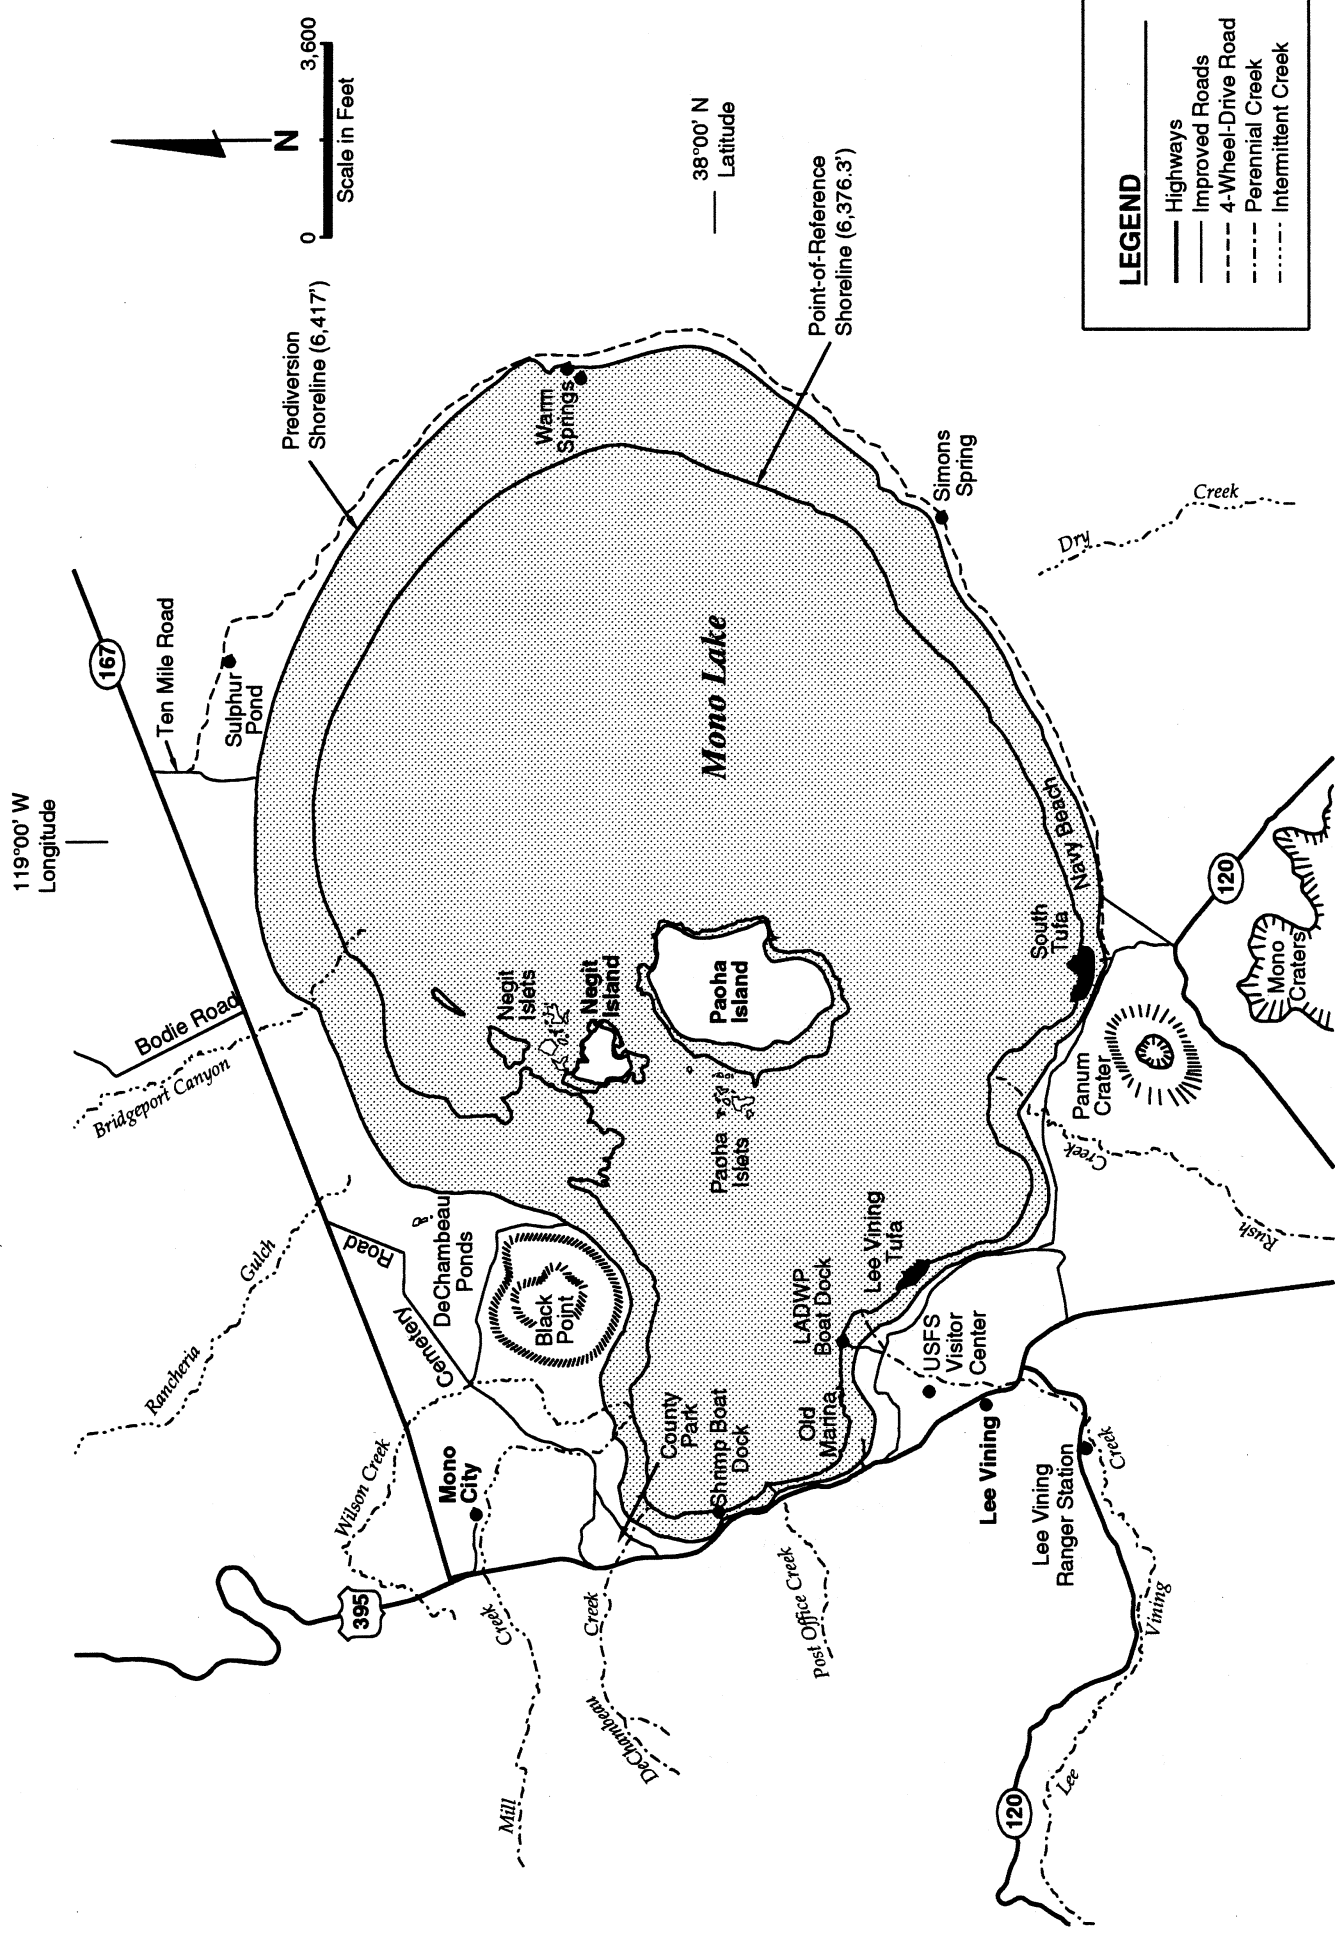 119°00' W
Longitude
167
Ten Mile Road
Sulphur
Pond
Prediversion
Shoreline (6,417')
N
0
3,600
Scale in Feet
38°00' N
Latitude
Point-of-Reference
Shoreline (6,376.3')
Warm
Springs
Simons
Spring
Dry
Creek
Mono Lake
Bodie Road
Bridgeport Canyon
Rancheria
Gulch
Cemetery
Road
DeChambeau
Ponds
Black
Point
Negit
Islets
Negit
Island
Paoha
Island
Paoha
Islets
Navy Beach
South
Tufa
Panum
Crater
Mono
Craters
120
Rush
Creek
Lee Vining
Tufa
LADWP
Boat Dock
USFS
Visitor
Center
Old
Marina
County
Park
Shrimp Boat
Dock
Lee Vining
Lee Vining
Ranger Station
Mono
City
Wilson Creek
395
Mill
Creek
DeChambeau
Creek
Post Office Creek
Lee
Vining
Creek
120
LEGEND
Highways
Improved Roads
4-Wheel-Drive Road
Perennial Creek
Intermittent Creek